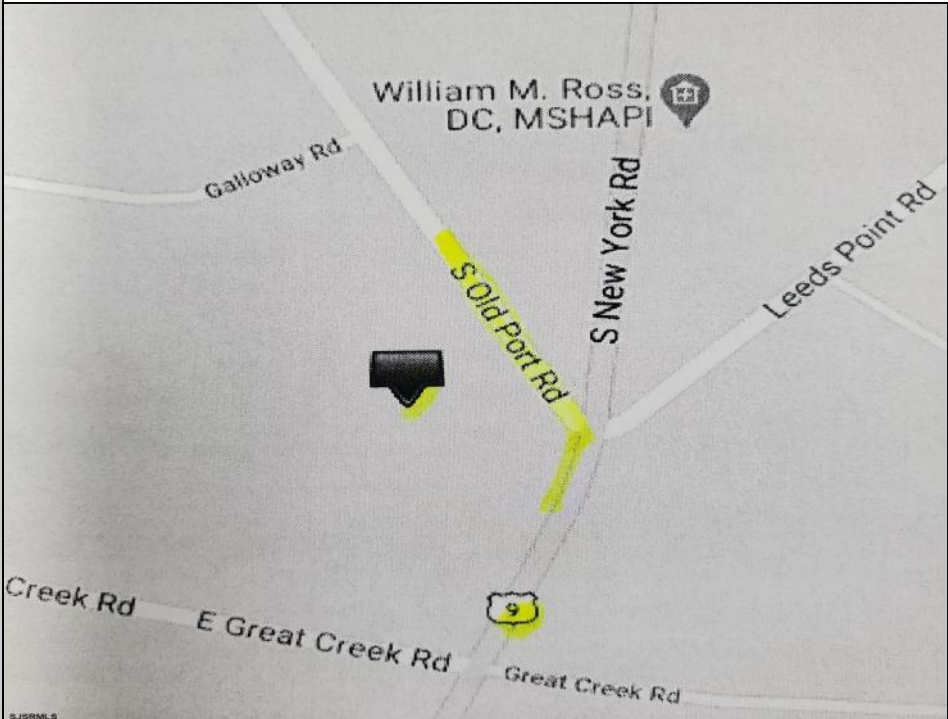 William M. Ross,
DC, MSHAPI
Galloway Rd
S New York Rd
Leeds Point Rd
S Old Port Rd
9
Creek Rd
E Great Creek Rd
Great Creek Rd
SJSRMLS